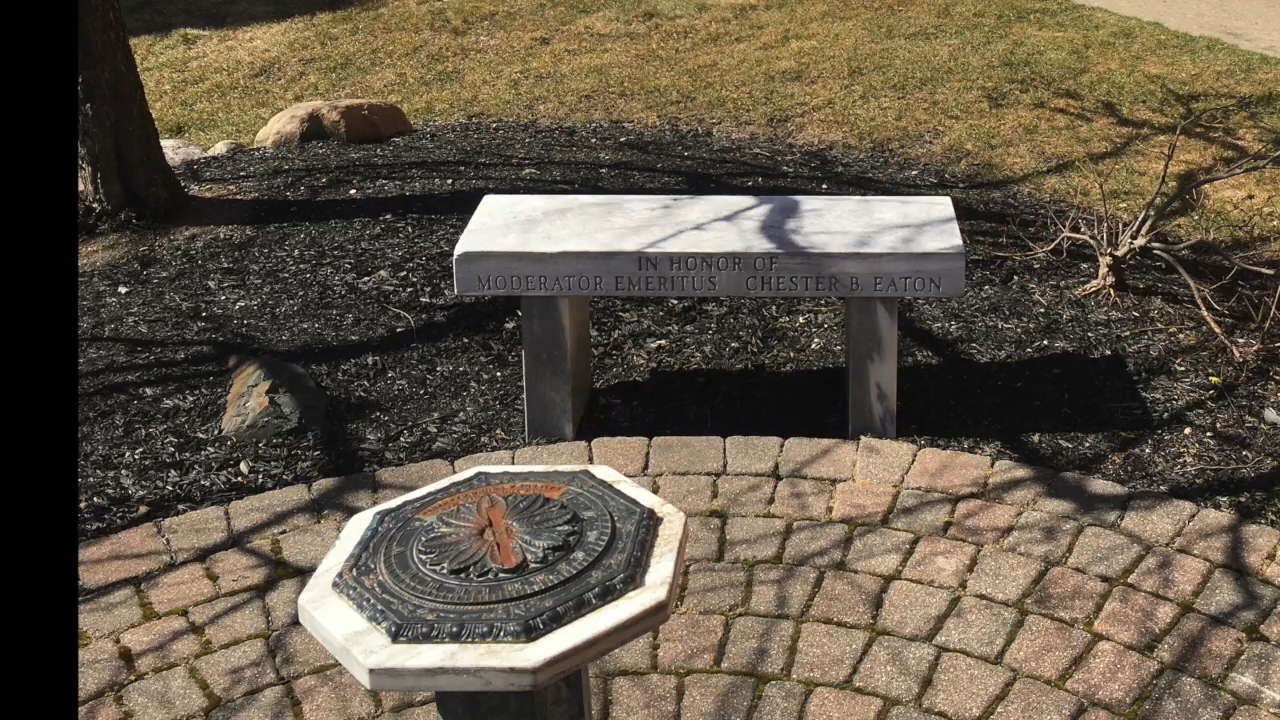 IN HONOR OF
MODERATOR EMERITUS CHESTER B. EATON